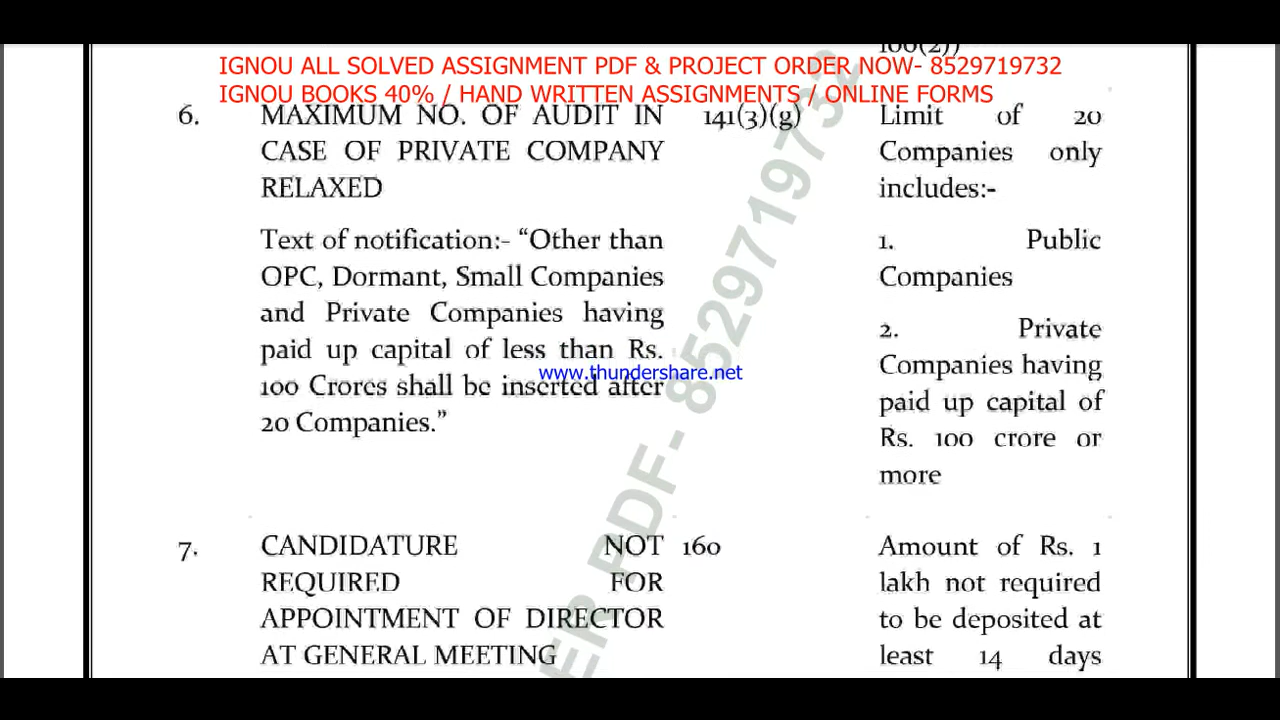 100(2))
IGNOU ALL SOLVED ASSIGNMENT PDF & PROJECT ORDER NOW- 8529719732
IGNOU BOOKS 40% / HAND WRITTEN ASSIGNMENTS / ONLINE FORMS
6. MAXIMUM NO. OF AUDIT IN 141(3)(g) Limit of 20
CASE OF PRIVATE COMPANY Companies only
RELAXED includes:-
Text of notification:- “Other than 1. Public
OPC, Dormant, Small Companies Companies
and Private Companies having 2. Private
paid up capital of less than Rs. Companies having
www.thundershare.net
100 Crores shall be inserted after paid up capital of
20 Companies.” Rs. 100 crore or
more
7. CANDIDATURE NOT 160 Amount of Rs. 1
REQUIRED FOR lakh not required
APPOINTMENT OF DIRECTOR to be deposited at
AT GENERAL MEETING least 14 days
ER PDF- 8529719732